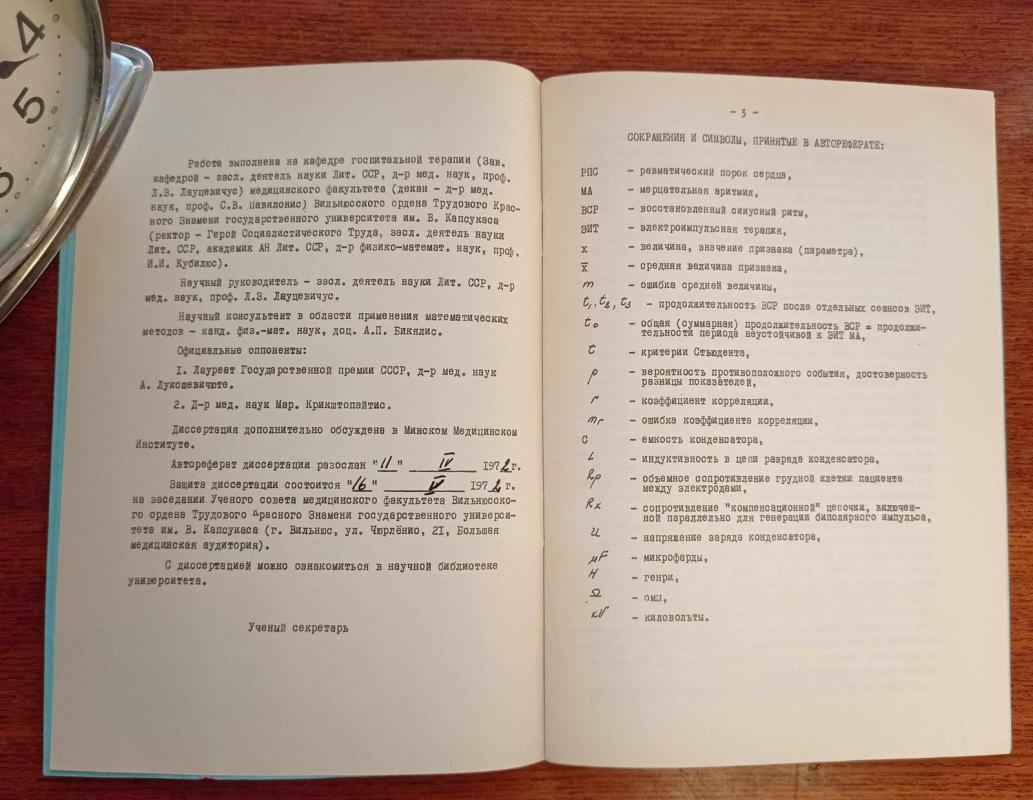 4
5
Работа выполнена на кафедре госпитальной терапии (Зав.
кафедрой - засл. деятель науки Лит. ССР, д-р мед. наук, проф.
Л.З. Лауцевичус) медицинского факультета (декан - д-р мед.
наук, проф. С.В. Павилонис) Вильнюсского ордена Трудового Крас-
ного Знамени государственного университета им. В. Капсукаса
(ректор - Герой Социалистического Труда, засл. деятель науки
Лит. ССР, академик АН Лит. ССР, д-р физико-математ. наук, проф.
И.И. Кубилюс).
Научный руководитель - засл. деятель науки Лит. ССР, д-р
мед. наук, проф. Л.З. Лауцевичус.
Научный консультант в области применения математических
методов - канд. физ.-мат. наук, доц. А.П. Бикялис.
Официальные оппоненты:
1. Лауреат Государственной премии СССР, д-р мед. наук
А. Лукошевичюте.
2. Д-р мед. наук Мар. Крикштопайтис.
Диссертация дополнительно обсуждена в Минском Медицинском
Институте.
Автореферат диссертации разослан "11" IV 1972 г.
Защита диссертации состоится "16" V 1972 г.
на заседании Ученого совета медицинского факультета Вильнюсско-
го ордена Трудового Красного Знамени государственного универси-
тета им. В. Капсукаса (г. Вильнюс, ул. Чюрлёнио, 21, Большая
медицинская аудитория).
С диссертацией можно ознакомиться в научной библиотеке
университета.
Ученый секретарь
- 3 -
СОКРАЩЕНИЯ И СИМВОЛЫ, ПРИНЯТЫЕ В АВТОРЕФЕРАТЕ:
РПС - ревматический порок сердца,
МА - мерцательная аритмия,
ВСР - восстановленный синусный ритм,
ЭИТ - электроимпульсная терапия,
x - величина, значение признака (параметра),
x̅ - средняя величина признака,
m - ошибка средней величины,
t₁, t₂, t₃ - продолжительность ВСР после отдельных сеансов ЭИТ,
t₀ - общая (суммарная) продолжительность ВСР = продолжи-
тельности периода неустойчивой к ЭИТ МА,
t - критерии Стьюдента,
p - вероятность противоположного события, достоверность
разницы показателей,
r - коэффициент корреляции,
mr - ошибка коэффициента корреляции,
C - емкость конденсатора,
L - индуктивность в цепи разряда конденсатора,
Rp - объемное сопротивление грудной клетки пациента
между электродами,
Rx - сопротивление "компенсационной" цепочки, включен-
ной параллельно для генерации биполярного импульса,
U - напряжение заряда конденсатора,
μF - микрофарды,
H - генри,
Ω - омы,
kV - киловольты.